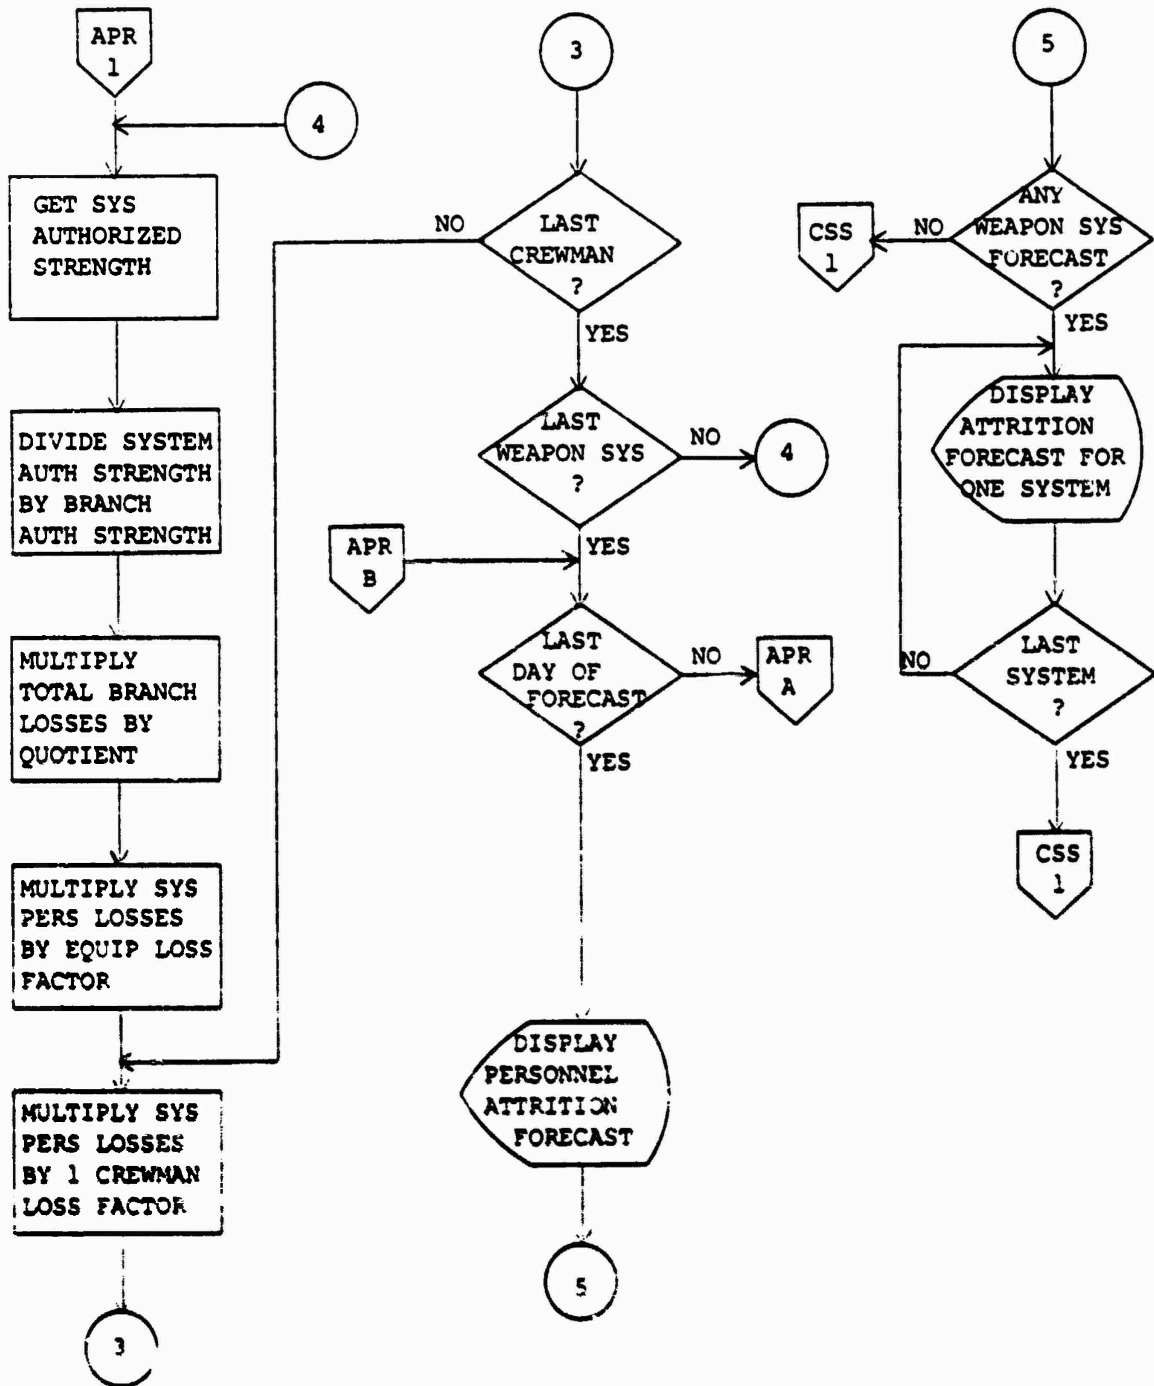 APR
1
4
GET SYS
AUTHORIZED
STRENGTH
DIVIDE SYSTEM
AUTH STRENGTH
BY BRANCH
AUTH STRENGTH
MULTIPLY
TOTAL BRANCH
LOSSES BY
QUOTIENT
MULTIPLY SYS
PERS LOSSES
BY EQUIP LOSS
FACTOR
MULTIPLY SYS
PERS LOSSES
BY 1 CREWMAN
LOSS FACTOR
3
3
NO
LAST
CREWMAN
?
YES
LAST
WEAPON SYS
?
NO
4
YES
APR
B
LAST
DAY OF
FORECAST
?
NO
APR
A
YES
DISPLAY
PERSONNEL
ATTRITION
FORECAST
5
5
ANY
WEAPON SYS
FORECAST
?
NO
CSS
1
YES
DISPLAY
ATTRITION
FORECAST FOR
ONE SYSTEM
LAST
SYSTEM
?
NO
YES
CSS
1